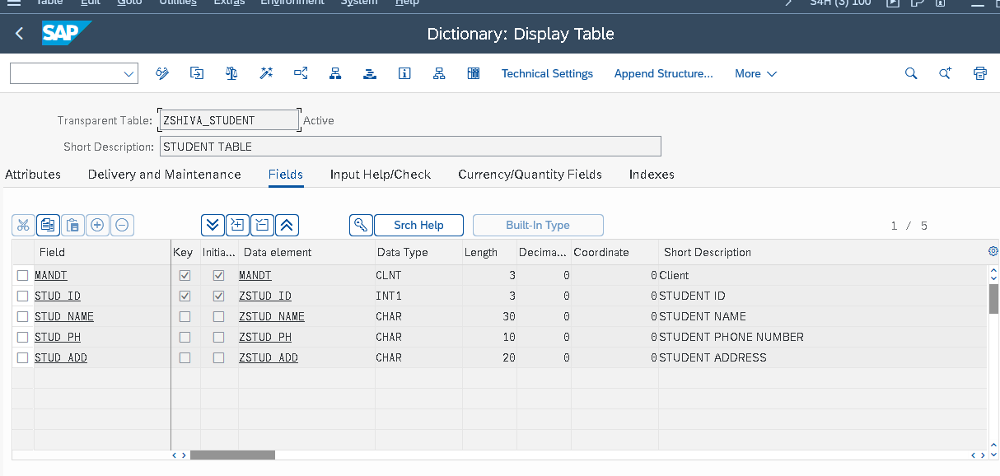 Table Edit Goto Utilities Extras Environment System Help S4H (3) 100
SAP Dictionary: Display Table
Technical Settings Append Structure... More
Transparent Table: ZSHIVA_STUDENT Active
Short Description: STUDENT TABLE
Attributes Delivery and Maintenance Fields Input Help/Check Currency/Quantity Fields Indexes
Srch Help Built-In Type 1 / 5
Field Key Initia... Data element Data Type Length Decima... Coordinate Short Description
MANDT MANDT CLNT 3 0 0 Client
STUD_ID ZSTUD_ID INT1 3 0 0 STUDENT ID
STUD_NAME ZSTUD_NAME CHAR 30 0 0 STUDENT NAME
STUD_PH ZSTUD_PH CHAR 10 0 0 STUDENT PHONE NUMBER
STUD_ADD ZSTUD_ADD CHAR 20 0 0 STUDENT ADDRESS